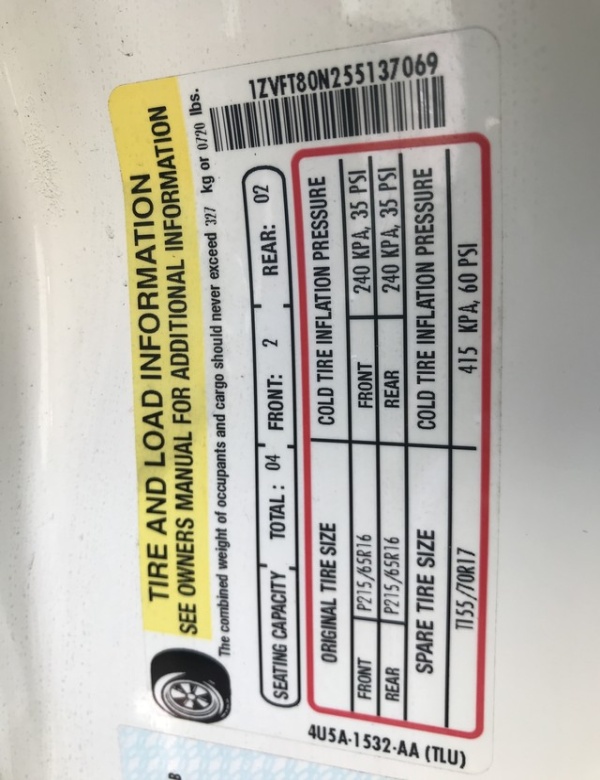 1ZVFT80N255137069
TIRE AND LOAD INFORMATION
SEE OWNERS MANUAL FOR ADDITIONAL INFORMATION
The combined weight of occupants and cargo should never exceed 327 kg or 0720 lbs.
SEATING CAPACITY TOTAL: 04 FRONT: 2 REAR: 02
ORIGINAL TIRE SIZE COLD TIRE INFLATION PRESSURE
FRONT P215/65R16 FRONT 240 KPA, 35 PSI
REAR P215/65R16 REAR 240 KPA, 35 PSI
SPARE TIRE SIZE COLD TIRE INFLATION PRESSURE
T155/70R17 415 KPA, 60 PSI
4U5A-1532-AA (TLU)
B